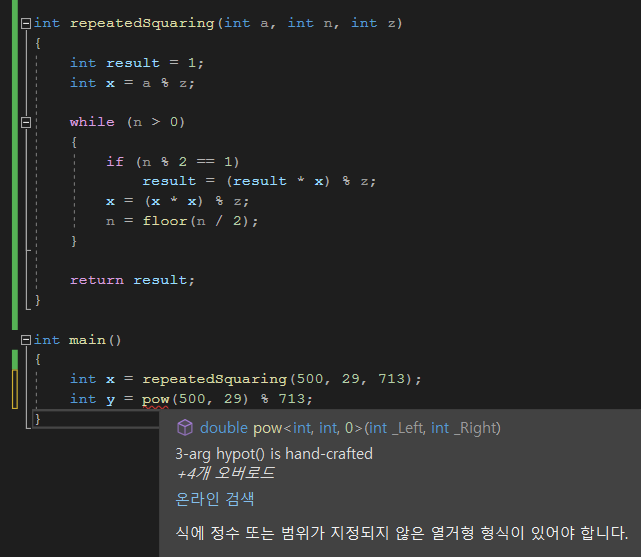 int repeatedSquaring(int a, int n, int z)
{
int result = 1;
int x = a % z;
while (n > 0)
{
if (n % 2 == 1)
result = (result * x) % z;
x = (x * x) % z;
n = floor(n / 2);
}
return result;
}
int main()
{
int x = repeatedSquaring(500, 29, 713);
int y = pow(500, 29) % 713;
}
double pow<int, int, 0>(int _Left, int _Right)
3-arg hypot() is hand-crafted
+4개 오버로드
온라인 검색
식에 정수 또는 범위가 지정되지 않은 열거형 형식이 있어야 합니다.